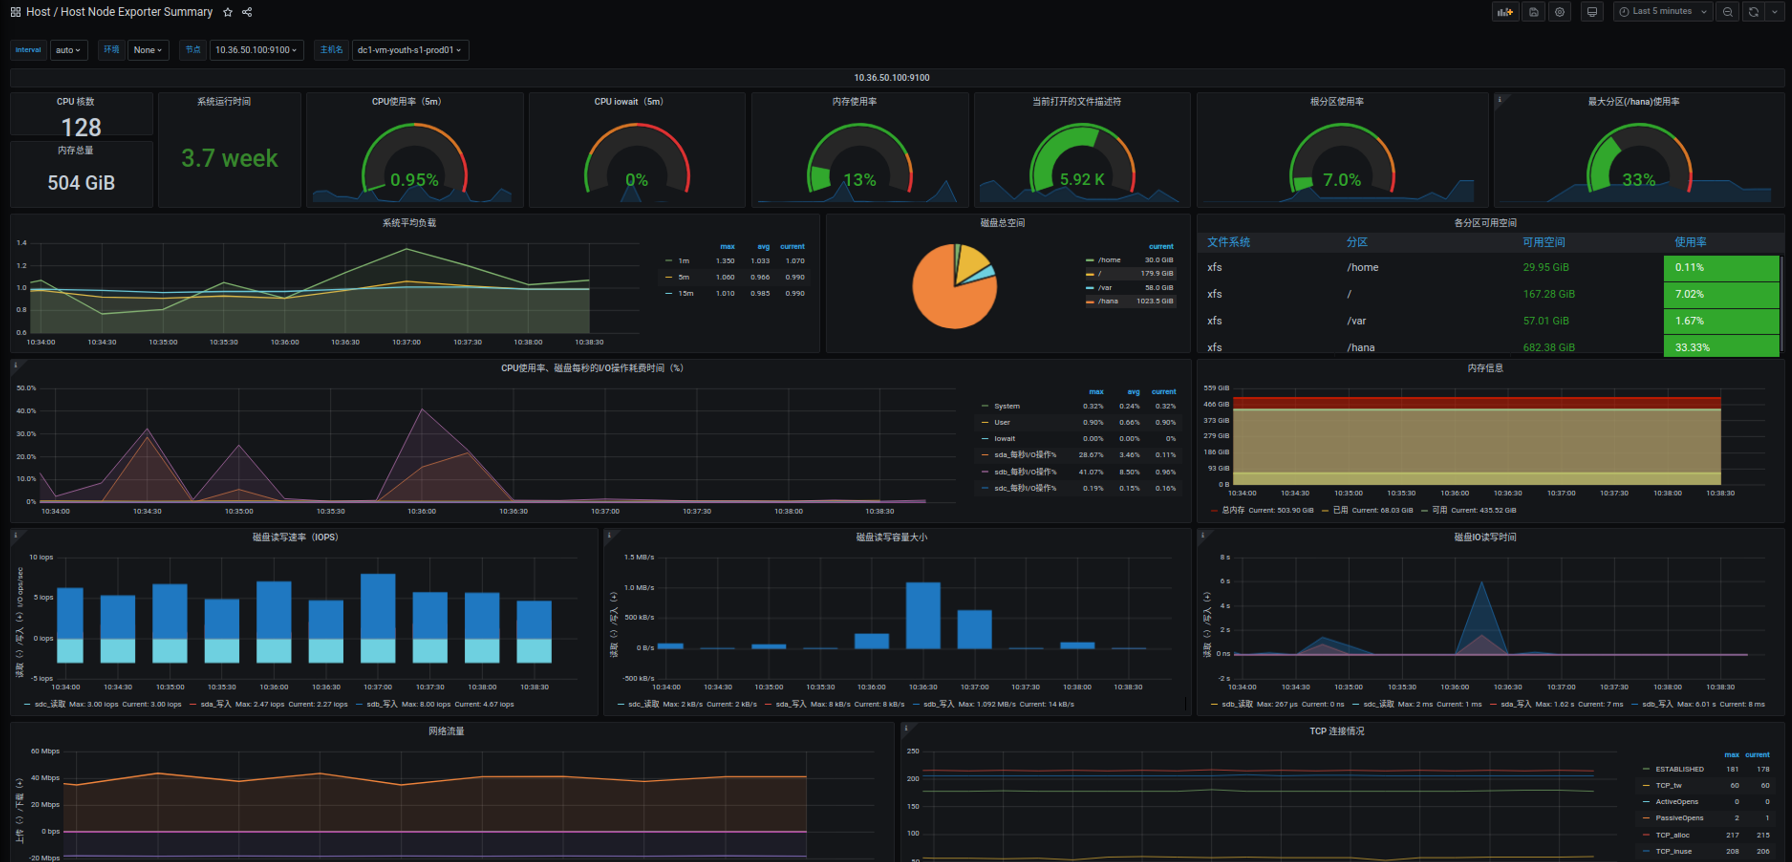 Host / Host Node Exporter Summary
Last 5 minutes
Interval auto 环境 None 节点 10.36.50.100:9100 主机名 dc1-vm-youth-s1-prod01
10.36.50.100:9100
CPU 核数
128
内存总量
504 GiB
系统运行时间
3.7 week
CPU使用率（5m）
0.95%
CPU iowait（5m）
0%
内存使用率
13%
当前打开的文件描述符
5.92 K
根分区使用率
7.0%
最大分区(/hana)使用率
33%
系统平均负载
1.4
1.2
1.0
0.8
0.6
10:34:00 10:34:30 10:35:00 10:35:30 10:36:00 10:36:30 10:37:00 10:37:30 10:38:00 10:38:30
max avg current
1m 1.350 1.033 1.070
5m 1.060 0.966 0.990
15m 1.010 0.985 0.990
磁盘总空间
current
/home 30.0 GiB
/ 179.9 GiB
/var 58.0 GiB
/hana 1023.5 GiB
各分区可用空间
文件系统 分区 可用空间 使用率
xfs /home 29.95 GiB 0.11%
xfs / 167.28 GiB 7.02%
xfs /var 57.01 GiB 1.67%
xfs /hana 682.38 GiB 33.33%
CPU使用率、磁盘每秒的I/O操作耗费时间（%）
50.0%
40.0%
30.0%
20.0%
10.0%
0%
10:34:00 10:34:30 10:35:00 10:35:30 10:36:00 10:36:30 10:37:00 10:37:30 10:38:00 10:38:30
max avg current
System 0.32% 0.24% 0.32%
User 0.90% 0.66% 0.90%
Iowait 0.00% 0.00% 0%
sda_每秒I/O操作% 28.67% 3.46% 0.11%
sdb_每秒I/O操作% 41.07% 8.50% 0.96%
sdc_每秒I/O操作% 0.19% 0.15% 0.16%
内存信息
559 GiB
466 GiB
373 GiB
279 GiB
186 GiB
93 GiB
0 B
10:34:00 10:34:30 10:35:00 10:35:30 10:36:00 10:36:30 10:37:00 10:37:30 10:38:00 10:38:30
总内存 Current: 503.90 GiB 已用 Current: 68.03 GiB 可用 Current: 435.52 GiB
磁盘读写速率（IOPS）
读取（-）/写入（+）I/O ops/sec
10 iops
5 iops
0 iops
-5 iops
10:34:00 10:34:30 10:35:00 10:35:30 10:36:00 10:36:30 10:37:00 10:37:30 10:38:00 10:38:30
sdc_读取 Max: 3.00 iops Current: 3.00 iops sda_写入 Max: 2.47 iops Current: 2.27 iops sdb_写入 Max: 8.00 iops Current: 4.67 iops
磁盘读写容量大小
读取（-）/写入（+）
1.5 MB/s
1.0 MB/s
500 kB/s
0 B/s
-500 kB/s
10:34:00 10:34:30 10:35:00 10:35:30 10:36:00 10:36:30 10:37:00 10:37:30 10:38:00 10:38:30
sdc_读取 Max: 2 kB/s Current: 2 kB/s sda_写入 Max: 8 kB/s Current: 8 kB/s sdb_写入 Max: 1.092 MB/s Current: 14 kB/s
磁盘IO读写时间
读取（-）/写入（+）
8 s
6 s
4 s
2 s
0 ns
-2 s
10:34:00 10:34:30 10:35:00 10:35:30 10:36:00 10:36:30 10:37:00 10:37:30 10:38:00 10:38:30
sdb_读取 Max: 267 µs Current: 0 ns sdc_读取 Max: 2 ms Current: 1 ms sda_写入 Max: 1.62 s Current: 7 ms sdb_写入 Max: 6.01 s Current: 8 ms
网络流量
上传（-）/下载（+）
60 Mbps
40 Mbps
20 Mbps
0 bps
-20 Mbps
TCP 连接情况
250
200
150
100
50
max current
ESTABLISHED 181 178
TCP_tw 60 60
ActiveOpens 0 0
PassiveOpens 2 1
TCP_alloc 217 215
TCP_inuse 208 206